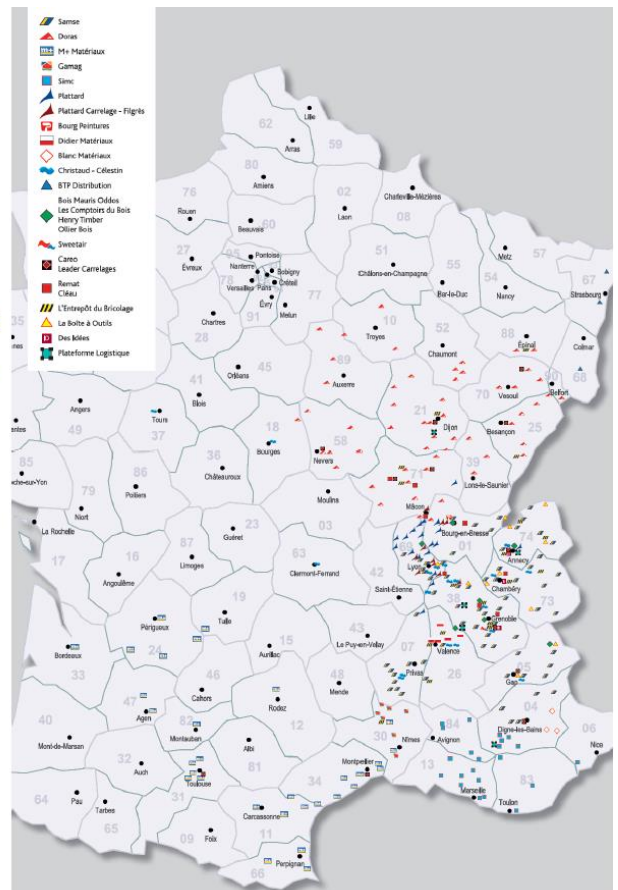 Samse
Doras
M+ Matériaux
Gamag
Simc
Plattard
Plattard Carrelage - Filgrès
Bourg Peintures
Didier Matériaux
Blanc Matériaux
Christaud - Célestin
BTP Distribution
Bois Mauris Oddos
Les Comptoirs du Bois
Henry Timber
Ollier Bois
Sweetair
Careo
Leader Carrelages
Remat
Cléau
L'Entrepôt du Bricolage
La Boîte à Outils
Des Idées
Plateforme Logistique
Lille
62
59
Arras
80
Amiens
02
Charleville-Mézières
76
Laon
08
Rouen
60
Beauvais
27
Pontoise
51
Metz
57
Évreux
Nanterre
Bobigny
Châlons-en-Champagne
55
54
67
78
Paris
Créteil
Versailles
77
Bar-le-Duc
Nancy
Strasbourg
Évry
Melun
91
Chartres
10
Troyes
52
88
28
Chaumont
Épinal
Colmar
35
45
89
68
Orléans
Auxerre
70
90
Vesoul
Belfort
41
Blois
21
Angers
Tours
18
Dijon
Besançon
25
49
37
Bourges
58
Nevers
85
36
39
86
Châteauroux
71
Lons-le-Saunier
79
Poitiers
Moulins
Niort
03
Mâcon
La Rochelle
23
Guéret
Bourg-en-Bresse
01
74
87
69
Annecy
17
16
Limoges
63
Lyon
Angoulême
Clermont-Ferrand
42
Chambéry
Saint-Étienne
38
73
19
Périgueux
Tulle
Grenoble
43
15
Valence
Bordeaux
24
Aurillac
Le Puy-en-Velay
07
33
46
48
Privas
26
05
Gap
47
Cahors
Rodez
Mende
Agen
82
12
04
40
Montauban
30
84
Digne-les-Bains
06
Mont-de-Marsan
Albi
Nîmes
Avignon
Nice
32
81
Montpellier
Auch
Toulouse
34
13
83
64
31
Marseille
Pau
Tarbes
Carcassonne
Toulon
65
09
11
Foix
Perpignan
66